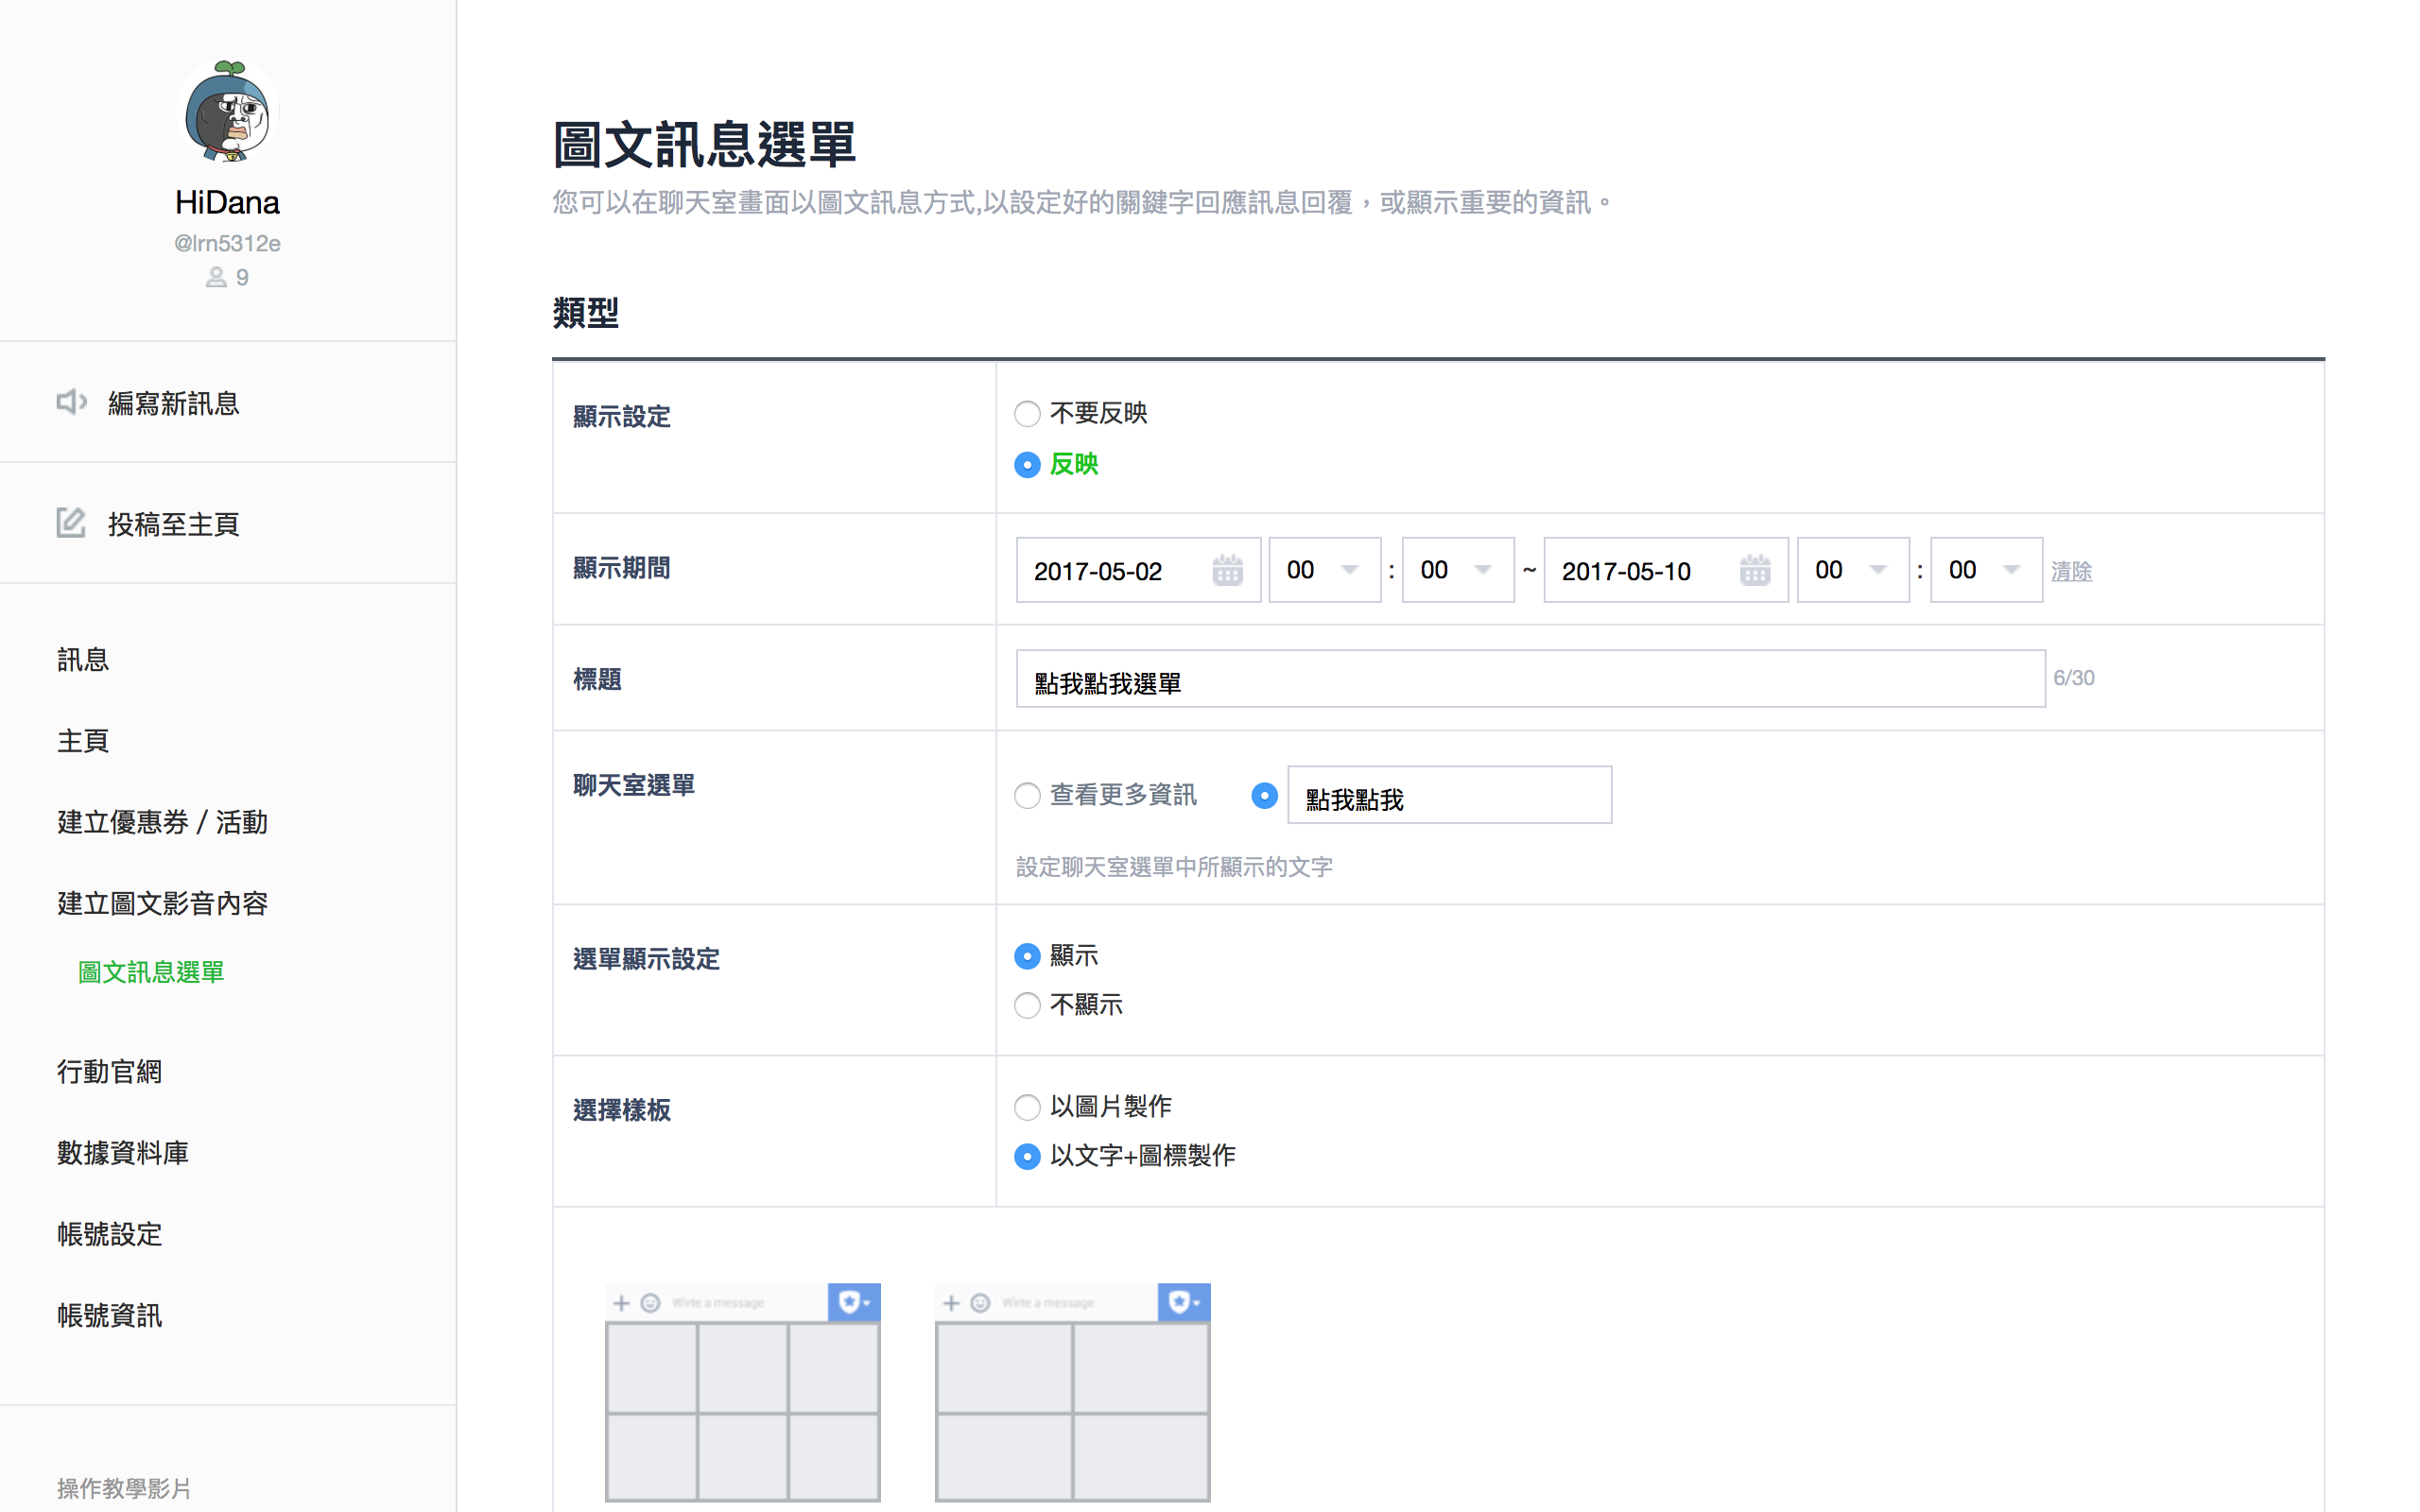 HiDana
@lrn5312e
9
編寫新訊息
投稿至主頁
訊息
主頁
建立優惠券 / 活動
建立圖文影音內容
圖文訊息選單
行動官網
數據資料庫
帳號設定
帳號資訊
操作教學影片
圖文訊息選單
您可以在聊天室畫面以圖文訊息方式,以設定好的關鍵字回應訊息回覆，或顯示重要的資訊。
類型
顯示設定
不要反映
反映
顯示期間
2017-05-02 00 : 00 ~ 2017-05-10 00 : 00 清除
標題
點我點我選單 6/30
聊天室選單
查看更多資訊 點我點我
設定聊天室選單中所顯示的文字
選單顯示設定
顯示
不顯示
選擇樣板
以圖片製作
以文字+圖標製作
Wirte a message Wirte a message